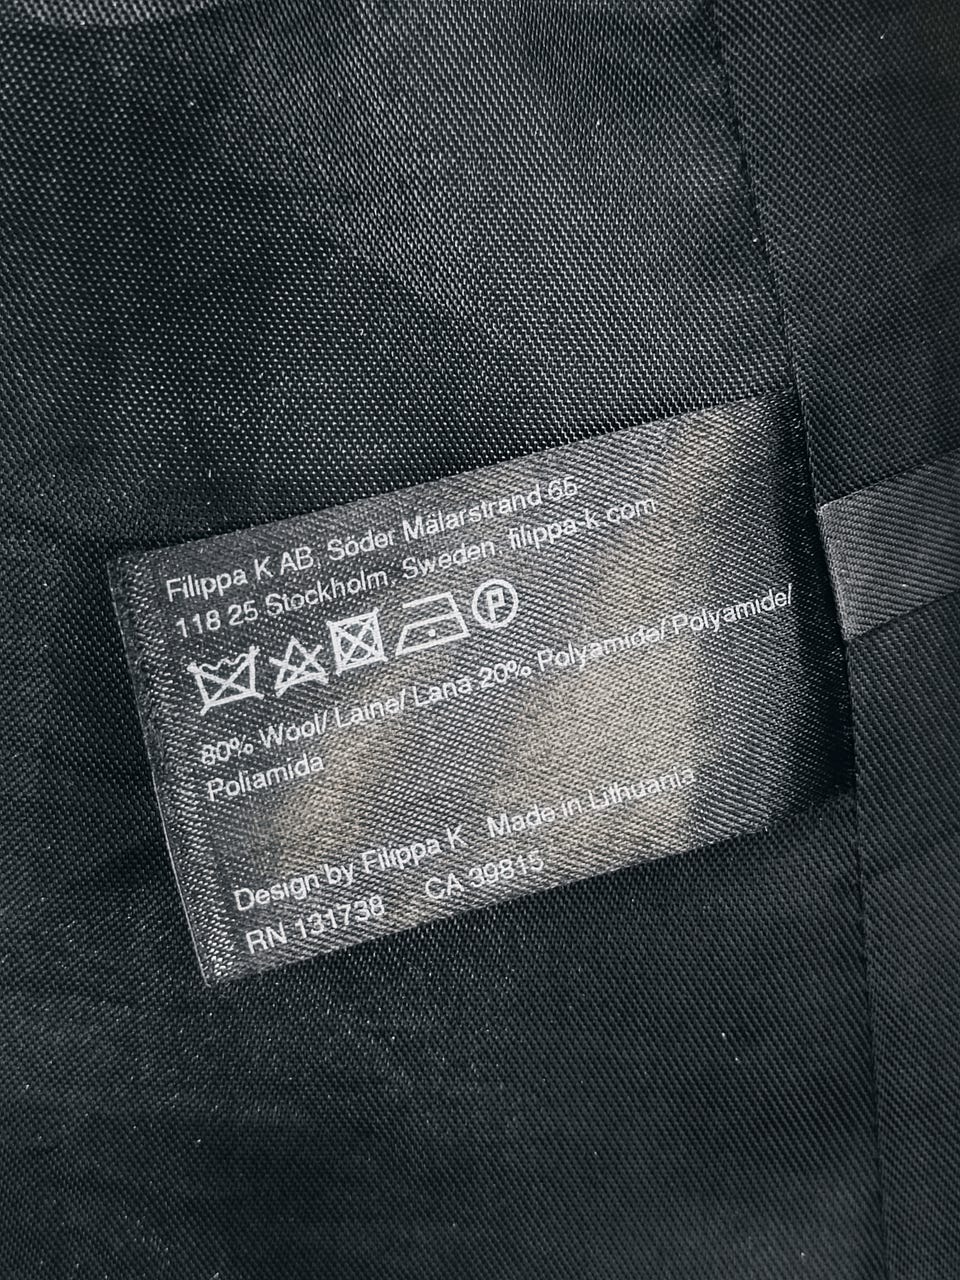 Filippa K AB, Söder Mälarstrand 65
118 25 Stockholm, Sweden, filippa-k.com
P
80% Wool/ Laine/ Lana 20% Polyamide/ Polyamide/
Poliamida
Design by Filippa K Made in Lithuania
RN 131738 CA 39815